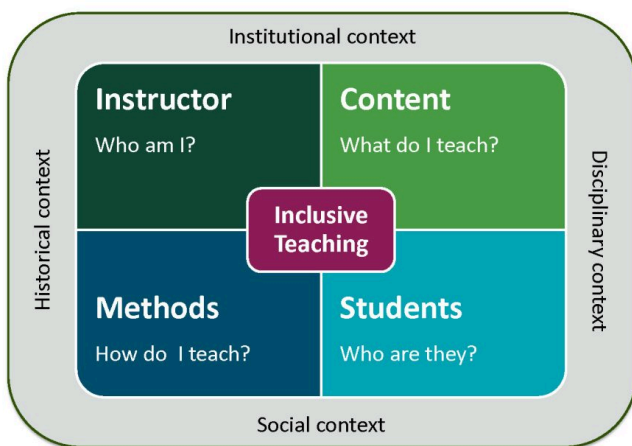 Institutional context
Instructor
Who am I?
Content
What do I teach?
Historical context
Inclusive
Teaching
Disciplinary context
Methods
How do I teach?
Students
Who are they?
Social context